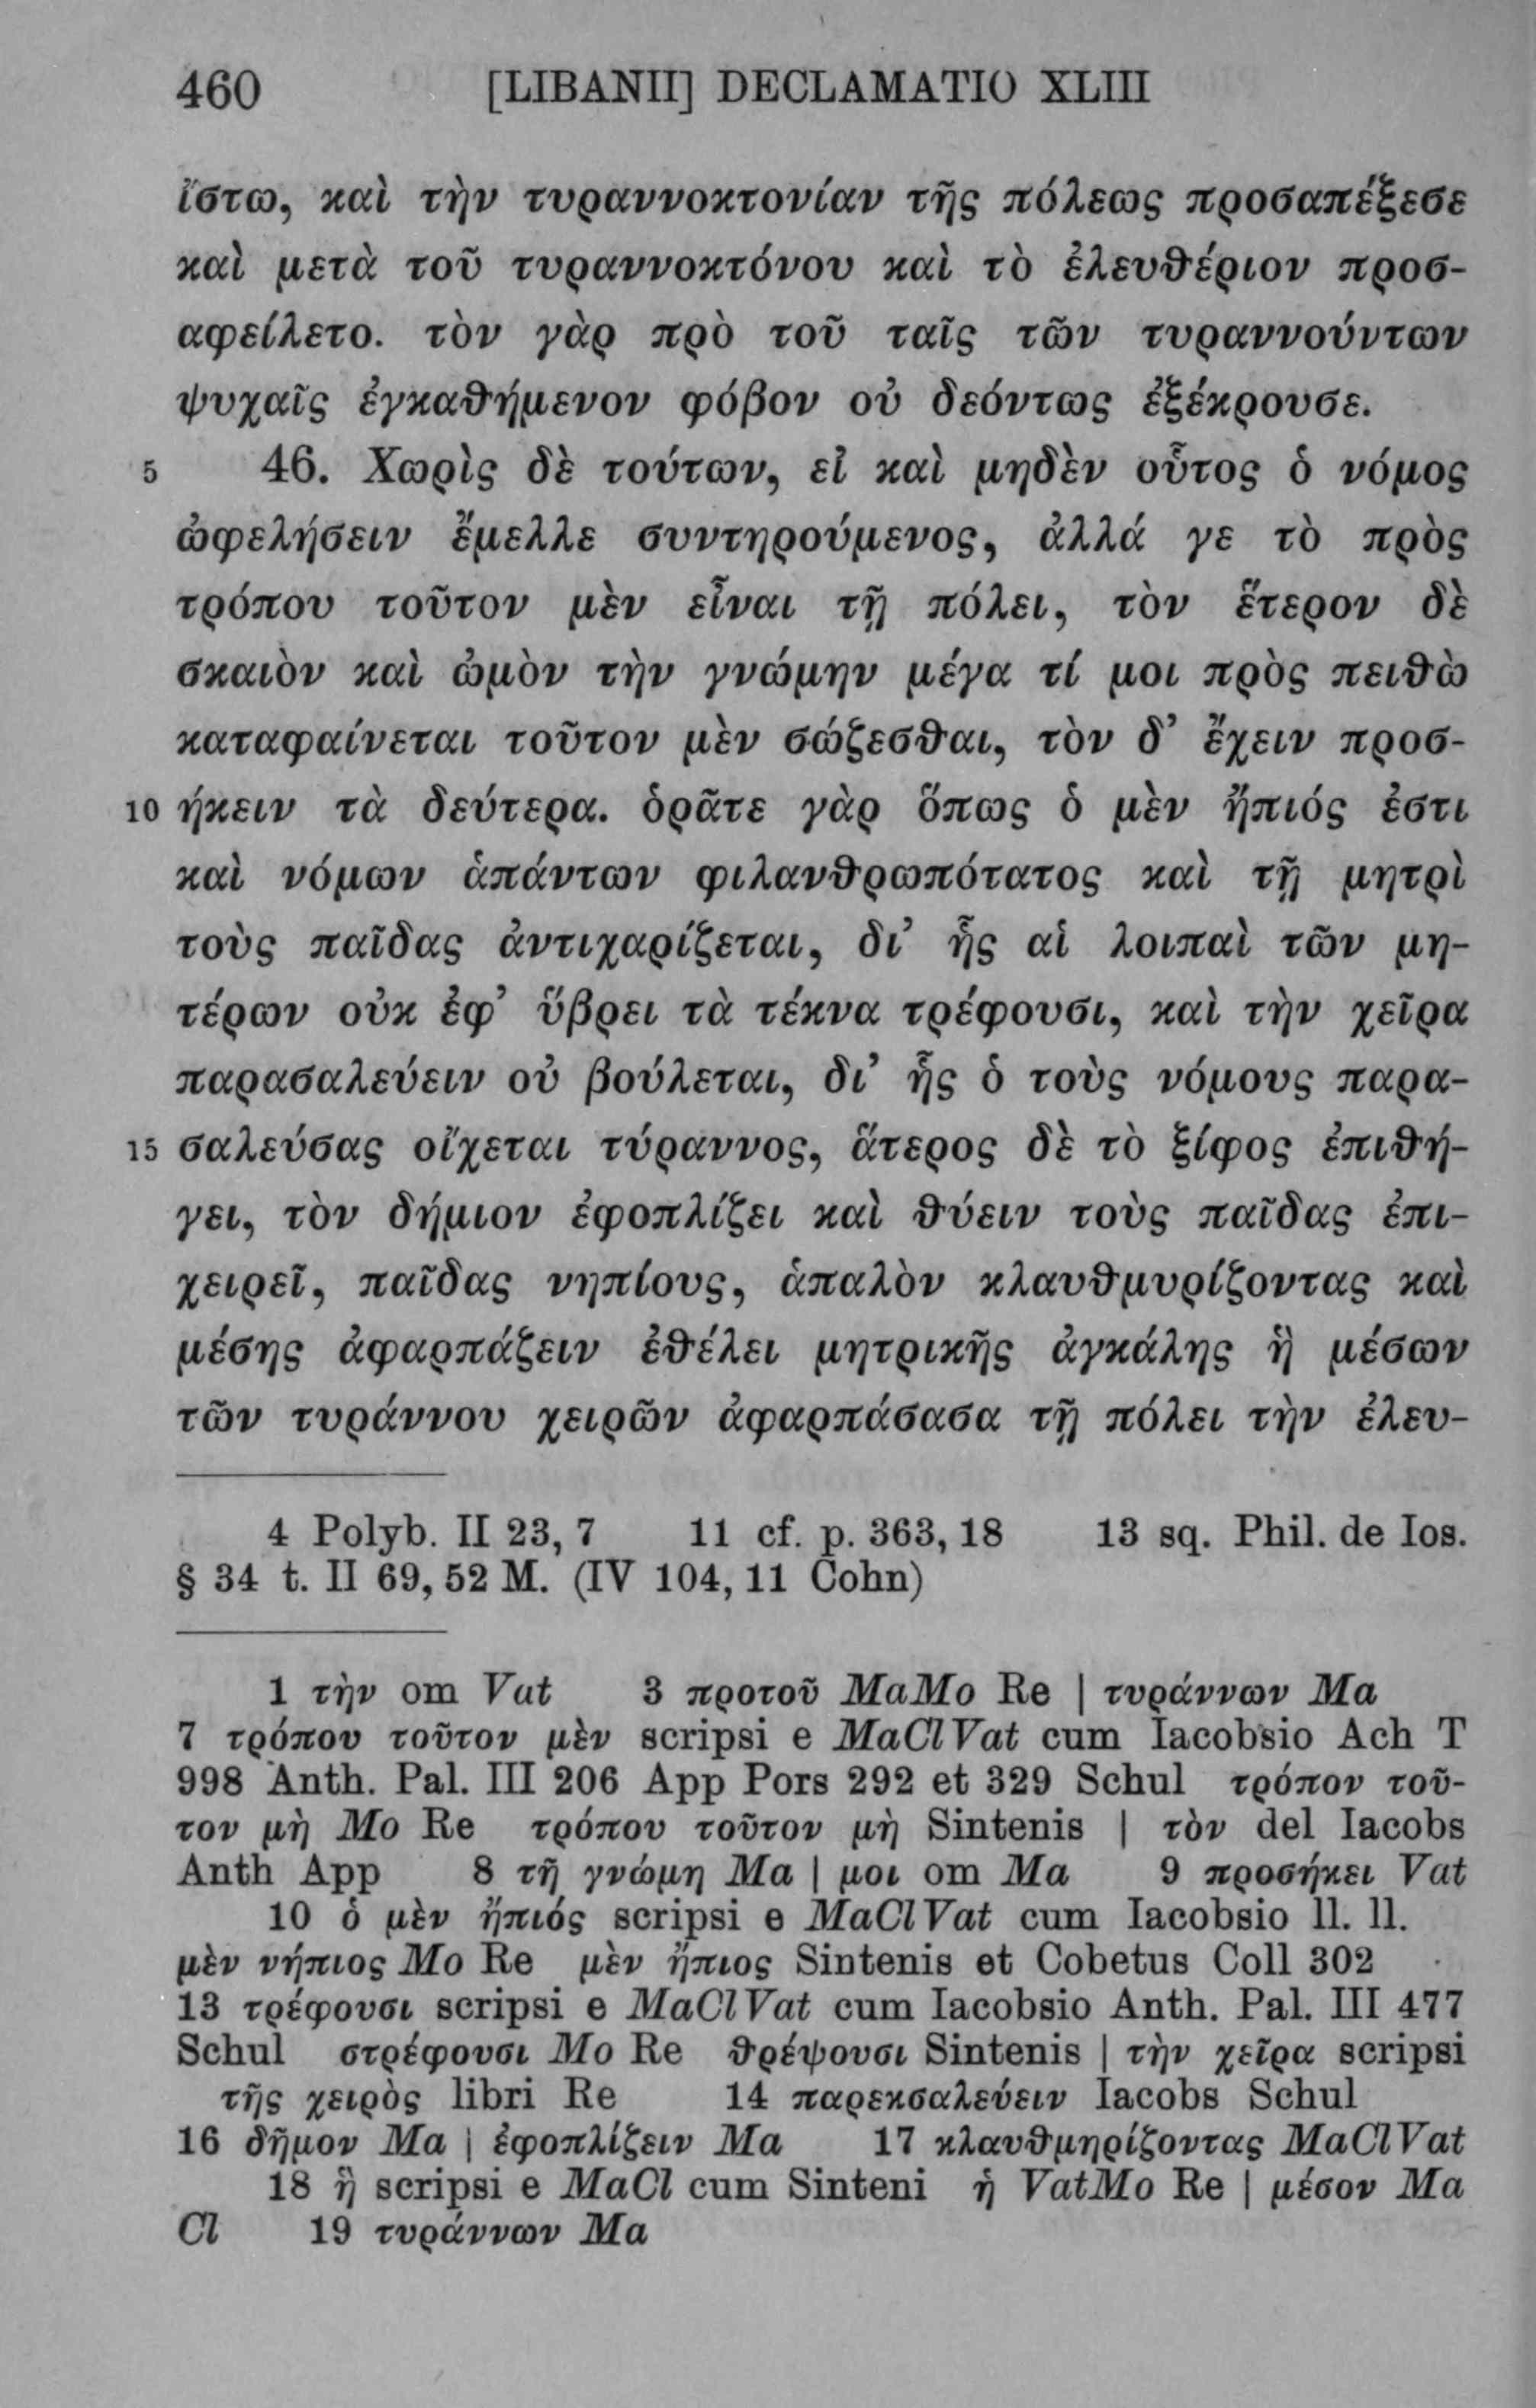 460 [LIBANII] DECLAMATIO XLIII
ἴστω, καὶ τὴν τυραννοκτονίαν τῆς πόλεως προσαπέξεσε
καὶ μετὰ τοῦ τυραννοκτόνου καὶ τὸ ἐλευθέριον προσ-
αφείλετο. τὸν γὰρ πρὸ τοῦ ταῖς τῶν τυραννούντων
ψυχαῖς ἐγκαθήμενον φόβον οὐ δεόντως ἐξέκρουσε.
5 46. Χωρὶς δὲ τούτων, εἰ καὶ μηδὲν οὗτος ὁ νόμος
ὠφελήσειν ἔμελλε συντηρούμενος, ἀλλά γε τὸ πρὸς
τρόπου τοῦτον μὲν εἶναι τῇ πόλει, τὸν ἕτερον δὲ
σκαιὸν καὶ ὠμὸν τὴν γνώμην μέγα τί μοι πρὸς πειθὼ
καταφαίνεται τοῦτον μὲν σώζεσθαι, τὸν δ’ ἔχειν προσ-
10 ήκειν τὰ δεύτερα. ὁρᾶτε γὰρ ὅπως ὁ μὲν ἤπιός ἐστι
καὶ νόμων ἁπάντων φιλανθρωπότατος καὶ τῇ μητρὶ
τοὺς παῖδας ἀντιχαρίζεται, δι’ ἧς αἱ λοιπαὶ τῶν μη-
τέρων οὐκ ἐφ’ ὕβρει τὰ τέκνα τρέφουσι, καὶ τὴν χεῖρα
παρασαλεύειν οὐ βούλεται, δι’ ἧς ὁ τοὺς νόμους παρα-
15 σαλεύσας οἴχεται τύραννος, ἅτερος δὲ τὸ ξίφος ἐπιθή-
γει, τὸν δήμιον ἐφοπλίζει καὶ θύειν τοὺς παῖδας ἐπι-
χειρεῖ, παῖδας νηπίους, ἁπαλὸν κλαυθμυρίζοντας καὶ
μέσης ἀφαρπάζειν ἐθέλει μητρικῆς ἀγκάλης ἣ μέσων
τῶν τυράννου χειρῶν ἀφαρπάσασα τῇ πόλει τὴν ἐλευ-
4 Polyb. II 23, 7 11 cf. p. 363, 18 13 sq. Phil. de Ios.
§ 34 t. II 69, 52 M. (IV 104, 11 Cohn)
1 τὴν om Vat 3 προτοῦ MaMo Re | τυράννων Ma
7 τρόπου τοῦτον μὲν scripsi e MaClVat cum Iacobsio Ach T
998 Anth. Pal. III 206 App Pors 292 et 329 Schul τρόπον τοῦ-
τον μὴ Mo Re τρόπου τοῦτον μὴ Sintenis | τὸν del Iacobs
Anth App 8 τῇ γνώμῃ Ma | μοι om Ma 9 προσήκει Vat
10 ὁ μὲν ἤπιός scripsi e MaClVat cum Iacobsio ll. ll.
μὲν νήπιος Mo Re μὲν ἤπιος Sintenis et Cobetus Coll 302
13 τρέφουσι scripsi e MaClVat cum Iacobsio Anth. Pal. III 477
Schul στρέφουσι Mo Re θρέψουσι Sintenis | τὴν χεῖρα scripsi
τῆς χειρὸς libri Re 14 παρεκσαλεύειν Iacobs Schul
16 δῆμον Ma | ἐφοπλίζειν Ma 17 κλαυθμηρίζοντας MaClVat
18 ἣ scripsi e MaCl cum Sinteni ἡ VatMo Re | μέσον Ma
Cl 19 τυράννων Ma